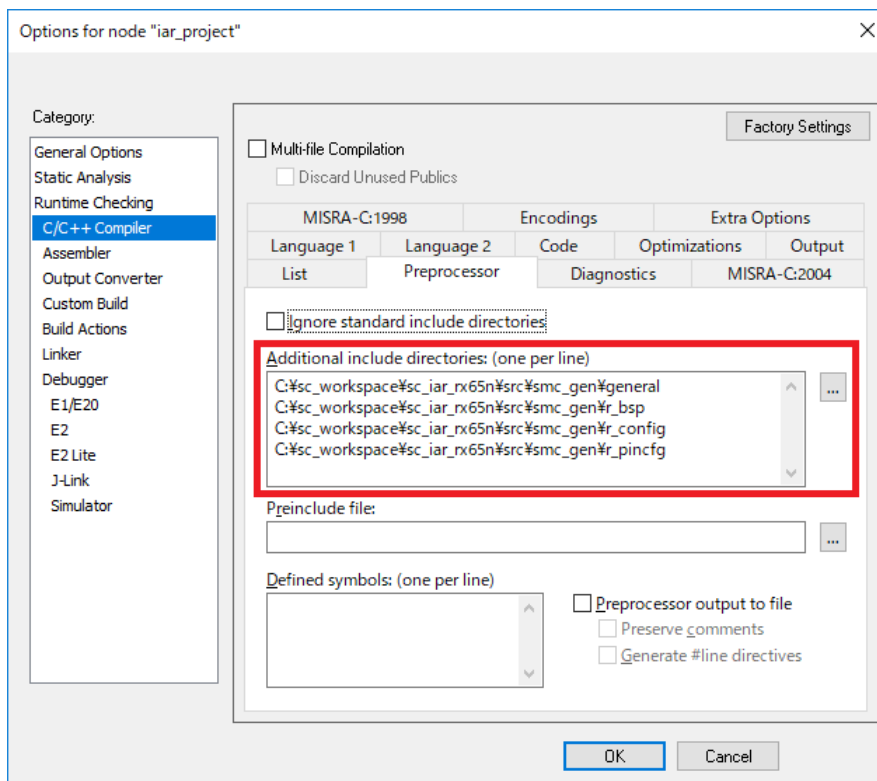 Options for node "iar_project"
Category:
General Options
Static Analysis
Runtime Checking
C/C++ Compiler
Assembler
Output Converter
Custom Build
Build Actions
Linker
Debugger
E1/E20
E2
E2 Lite
J-Link
Simulator
Factory Settings
Multi-file Compilation
Discard Unused Publics
MISRA-C:1998 Encodings Extra Options
Language 1 Language 2 Code Optimizations Output
List Preprocessor Diagnostics MISRA-C:2004
Ignore standard include directories
Additional include directories: (one per line)
C:¥sc_workspace¥sc_iar_rx65n¥src¥smc_gen¥general
C:¥sc_workspace¥sc_iar_rx65n¥src¥smc_gen¥r_bsp
C:¥sc_workspace¥sc_iar_rx65n¥src¥smc_gen¥r_config
C:¥sc_workspace¥sc_iar_rx65n¥src¥smc_gen¥r_pincfg
...
Preinclude file:
...
Defined symbols: (one per line)
Preprocessor output to file
Preserve comments
Generate #line directives
OK Cancel